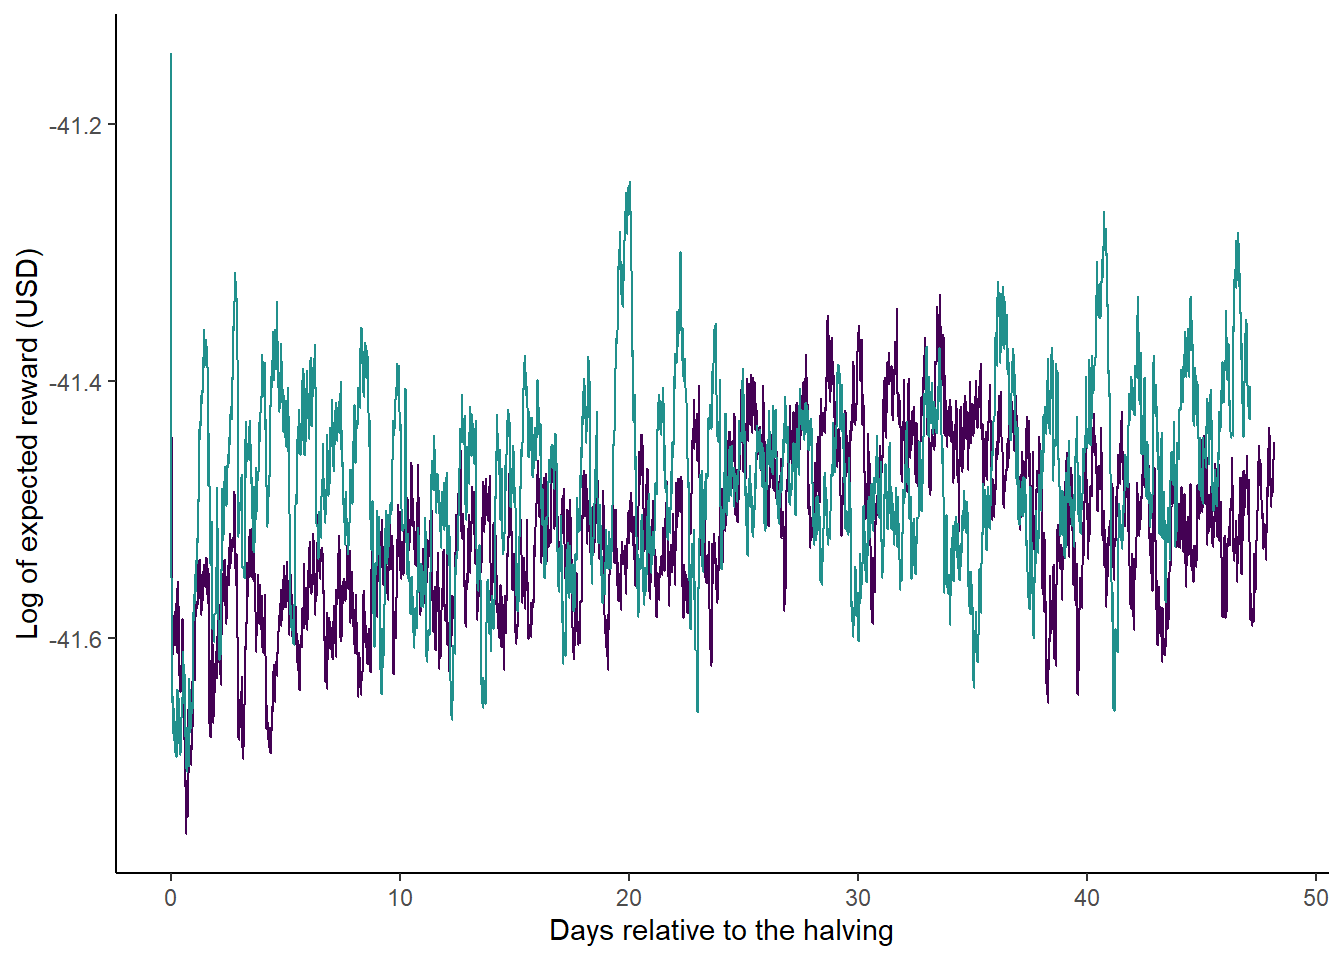 Log of expected reward (USD)
-41.2
-41.4
-41.6
0 10 20 30 40 50
Days relative to the halving